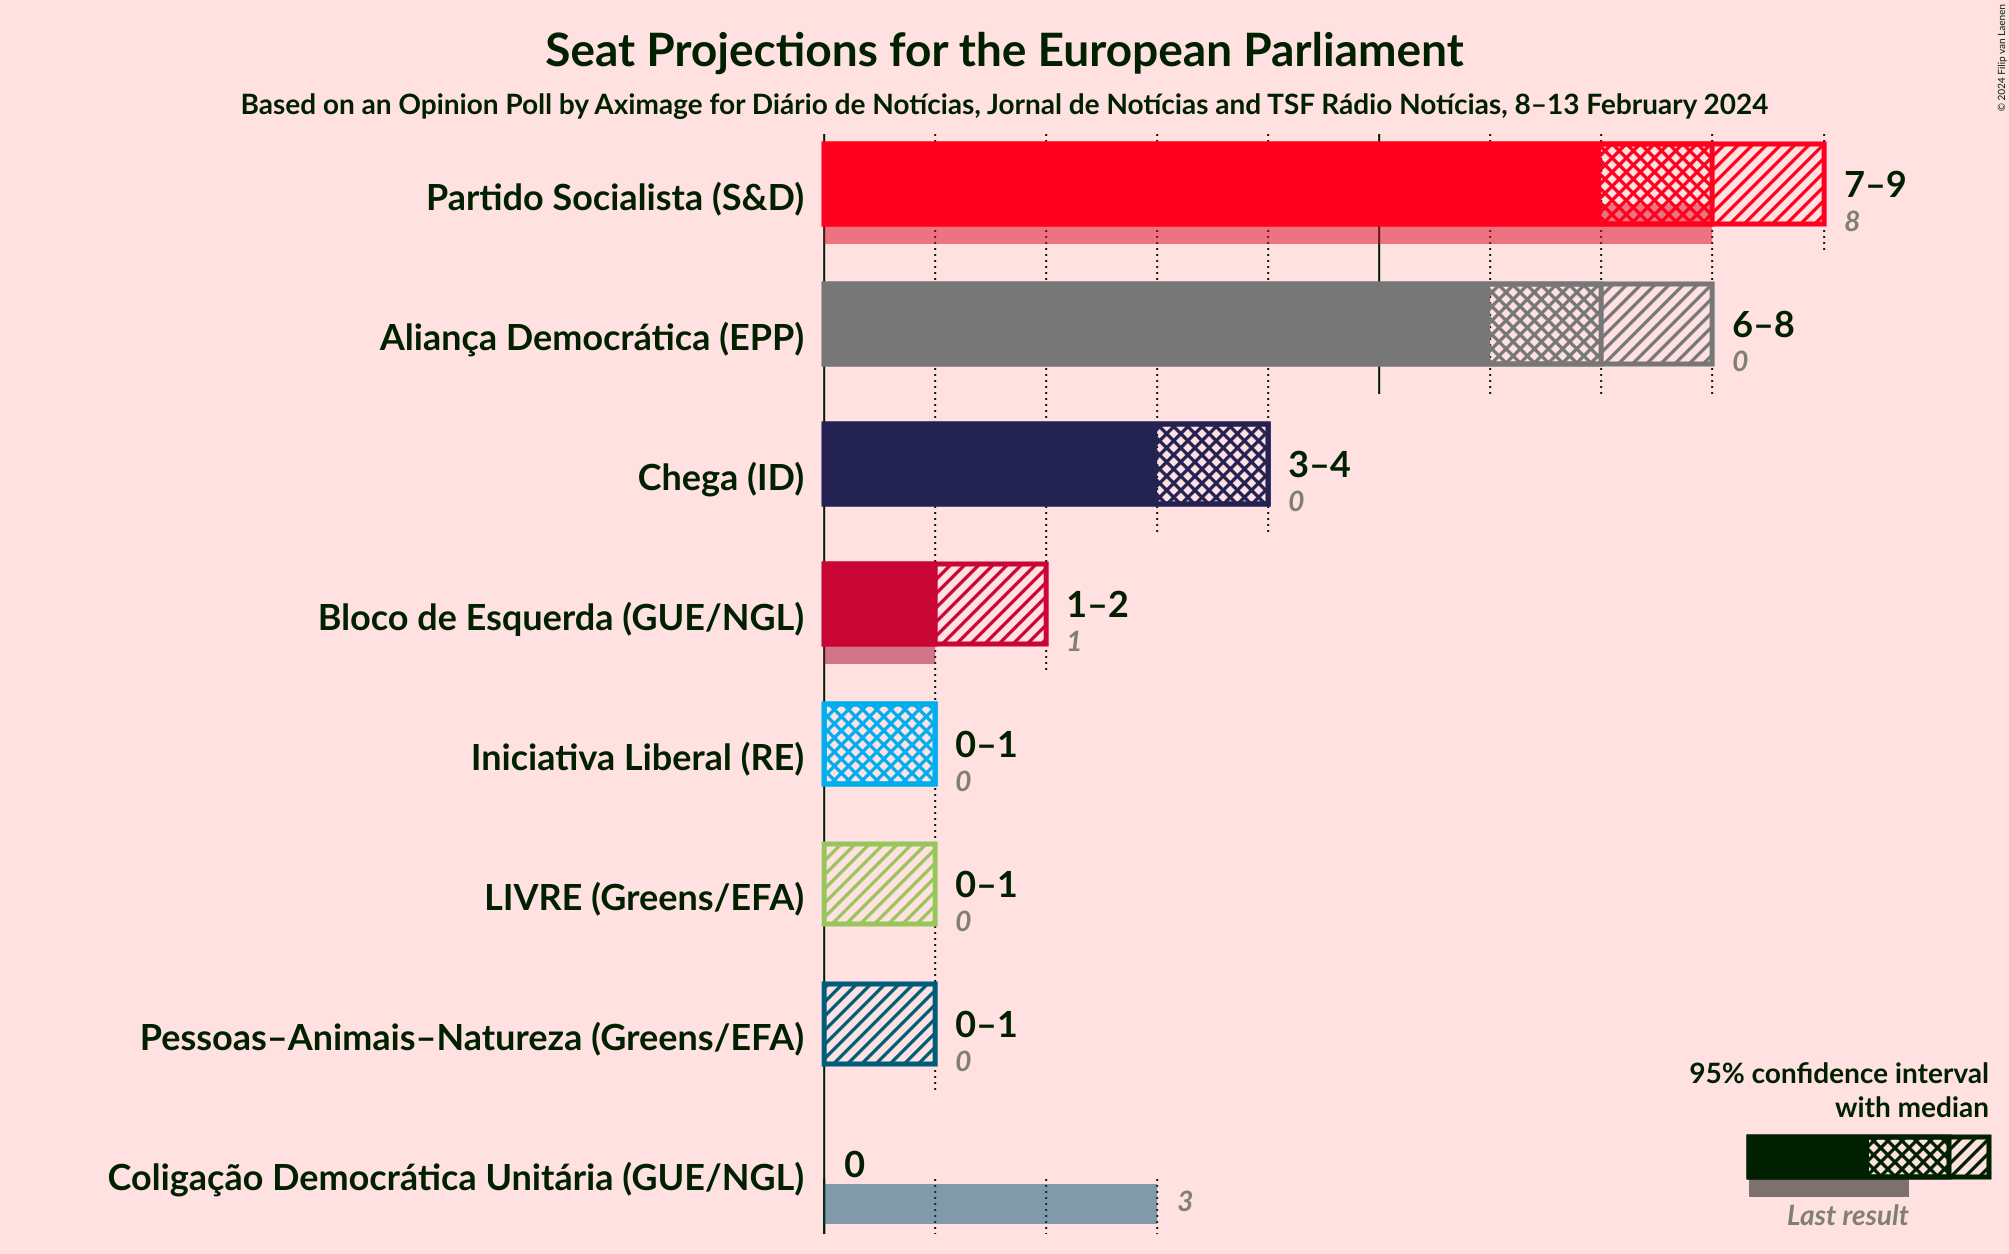 Seat Projections for the European Parliament
Based on an Opinion Poll by Aximage for Diário de Notícias, Jornal de Notícias and TSF Rádio Notícias, 8–13 February 2024
© 2024 Filip van Laenen
Partido Socialista (S&D)
7–9
8
Aliança Democrática (EPP)
6–8
0
Chega (ID)
3–4
0
Bloco de Esquerda (GUE/NGL)
1–2
1
Iniciativa Liberal (RE)
0–1
0
LIVRE (Greens/EFA)
0–1
0
Pessoas–Animais–Natureza (Greens/EFA)
0–1
0
Coligação Democrática Unitária (GUE/NGL)
0
3
95% confidence interval
with median
Last result